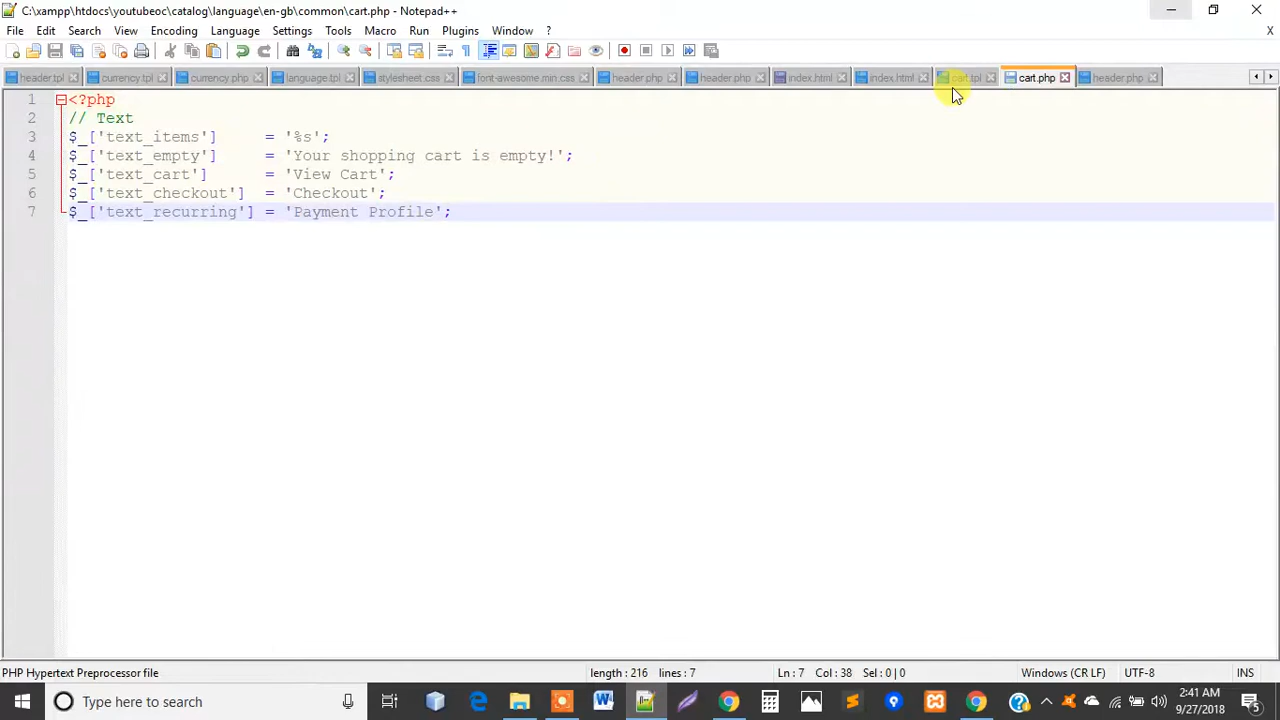 C:\xampp\htdocs\youtubeoc\catalog\language\en-gb\common\cart.php - Notepad++
File Edit Search View Encoding Language Settings Tools Macro Run Plugins Window ? X
header.tpl currency.tpl currency.php language.tpl stylesheet.css font-awesome.min.css header.php header.php index.html index.html cart.tpl cart.php header.php
1 <?php
2 // Text
3 $_['text_items'] = '%s';
4 $_['text_empty'] = 'Your shopping cart is empty!';
5 $_['text_cart'] = 'View Cart';
6 $_['text_checkout'] = 'Checkout';
7 $_['text_recurring'] = 'Payment Profile';
PHP Hypertext Preprocessor file length : 216 lines : 7 Ln : 7 Col : 38 Sel : 0 | 0 Windows (CR LF) UTF-8 INS
Type here to search
2:41 AM
9/27/2018
5